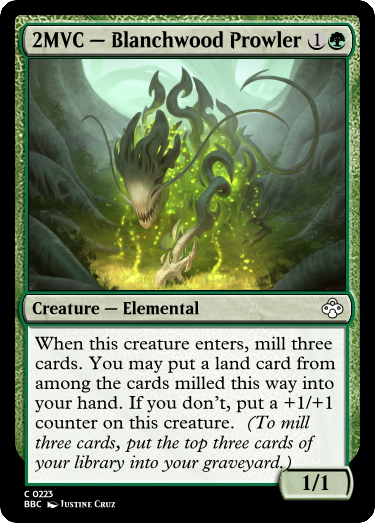 2MVC — Blanchwood Prowler 1
Creature — Elemental
When this creature enters, mill three
cards. You may put a land card from
among the cards milled this way into
your hand. If you don't, put a +1/+1
counter on this creature. (To mill
three cards, put the top three cards of
your library into your graveyard.)
1/1
C 0223
BBC Justine Cruz